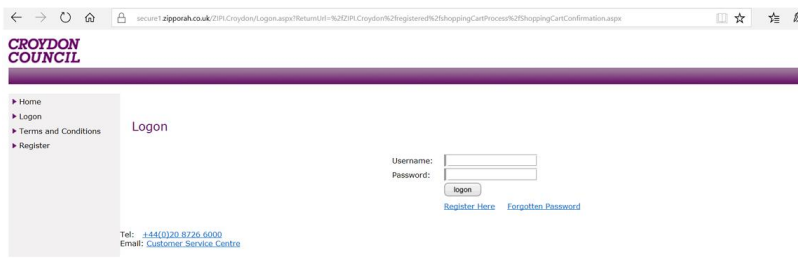 secure1.zipporah.co.uk/ZIPI.Croydon/Logon.aspx?ReturnUrl=%2fZIPI.Croydon%2fregistered%2fshoppingCartProcess%2fShoppingCartConfirmation.aspx
CROYDON
COUNCIL
Home
Logon
Terms and Conditions
Register
Logon
Username:
Password:
logon
Register Here Forgotten Password
Tel: +44(0)20 8726 6000
Email: Customer Service Centre